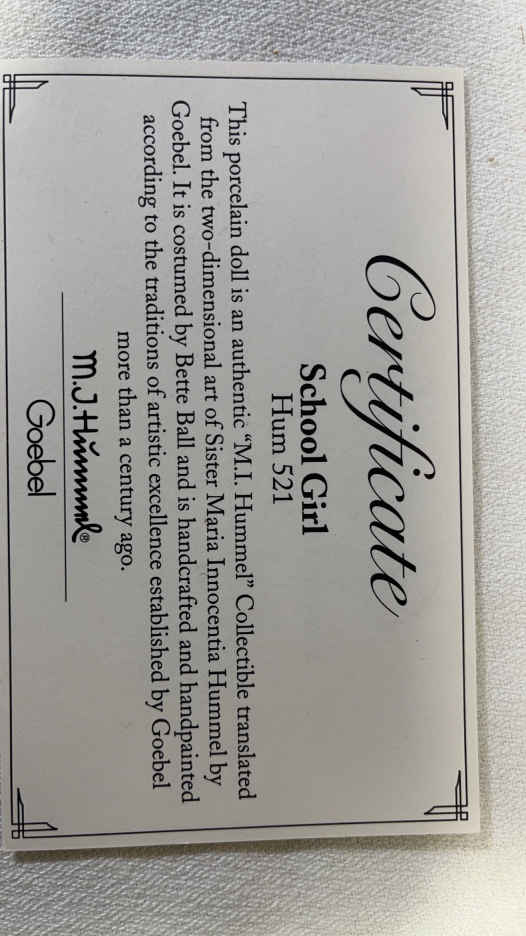 Certificate
School Girl
Hum 521
This porcelain doll is an authentic “M.I. Hummel” Collectible translated
from the two-dimensional art of Sister Maria Innocentia Hummel by
Goebel. It is costumed by Bette Ball and is handcrafted and handpainted
according to the traditions of artistic excellence established by Goebel
more than a century ago.
M.J.Hummel®
Goebel